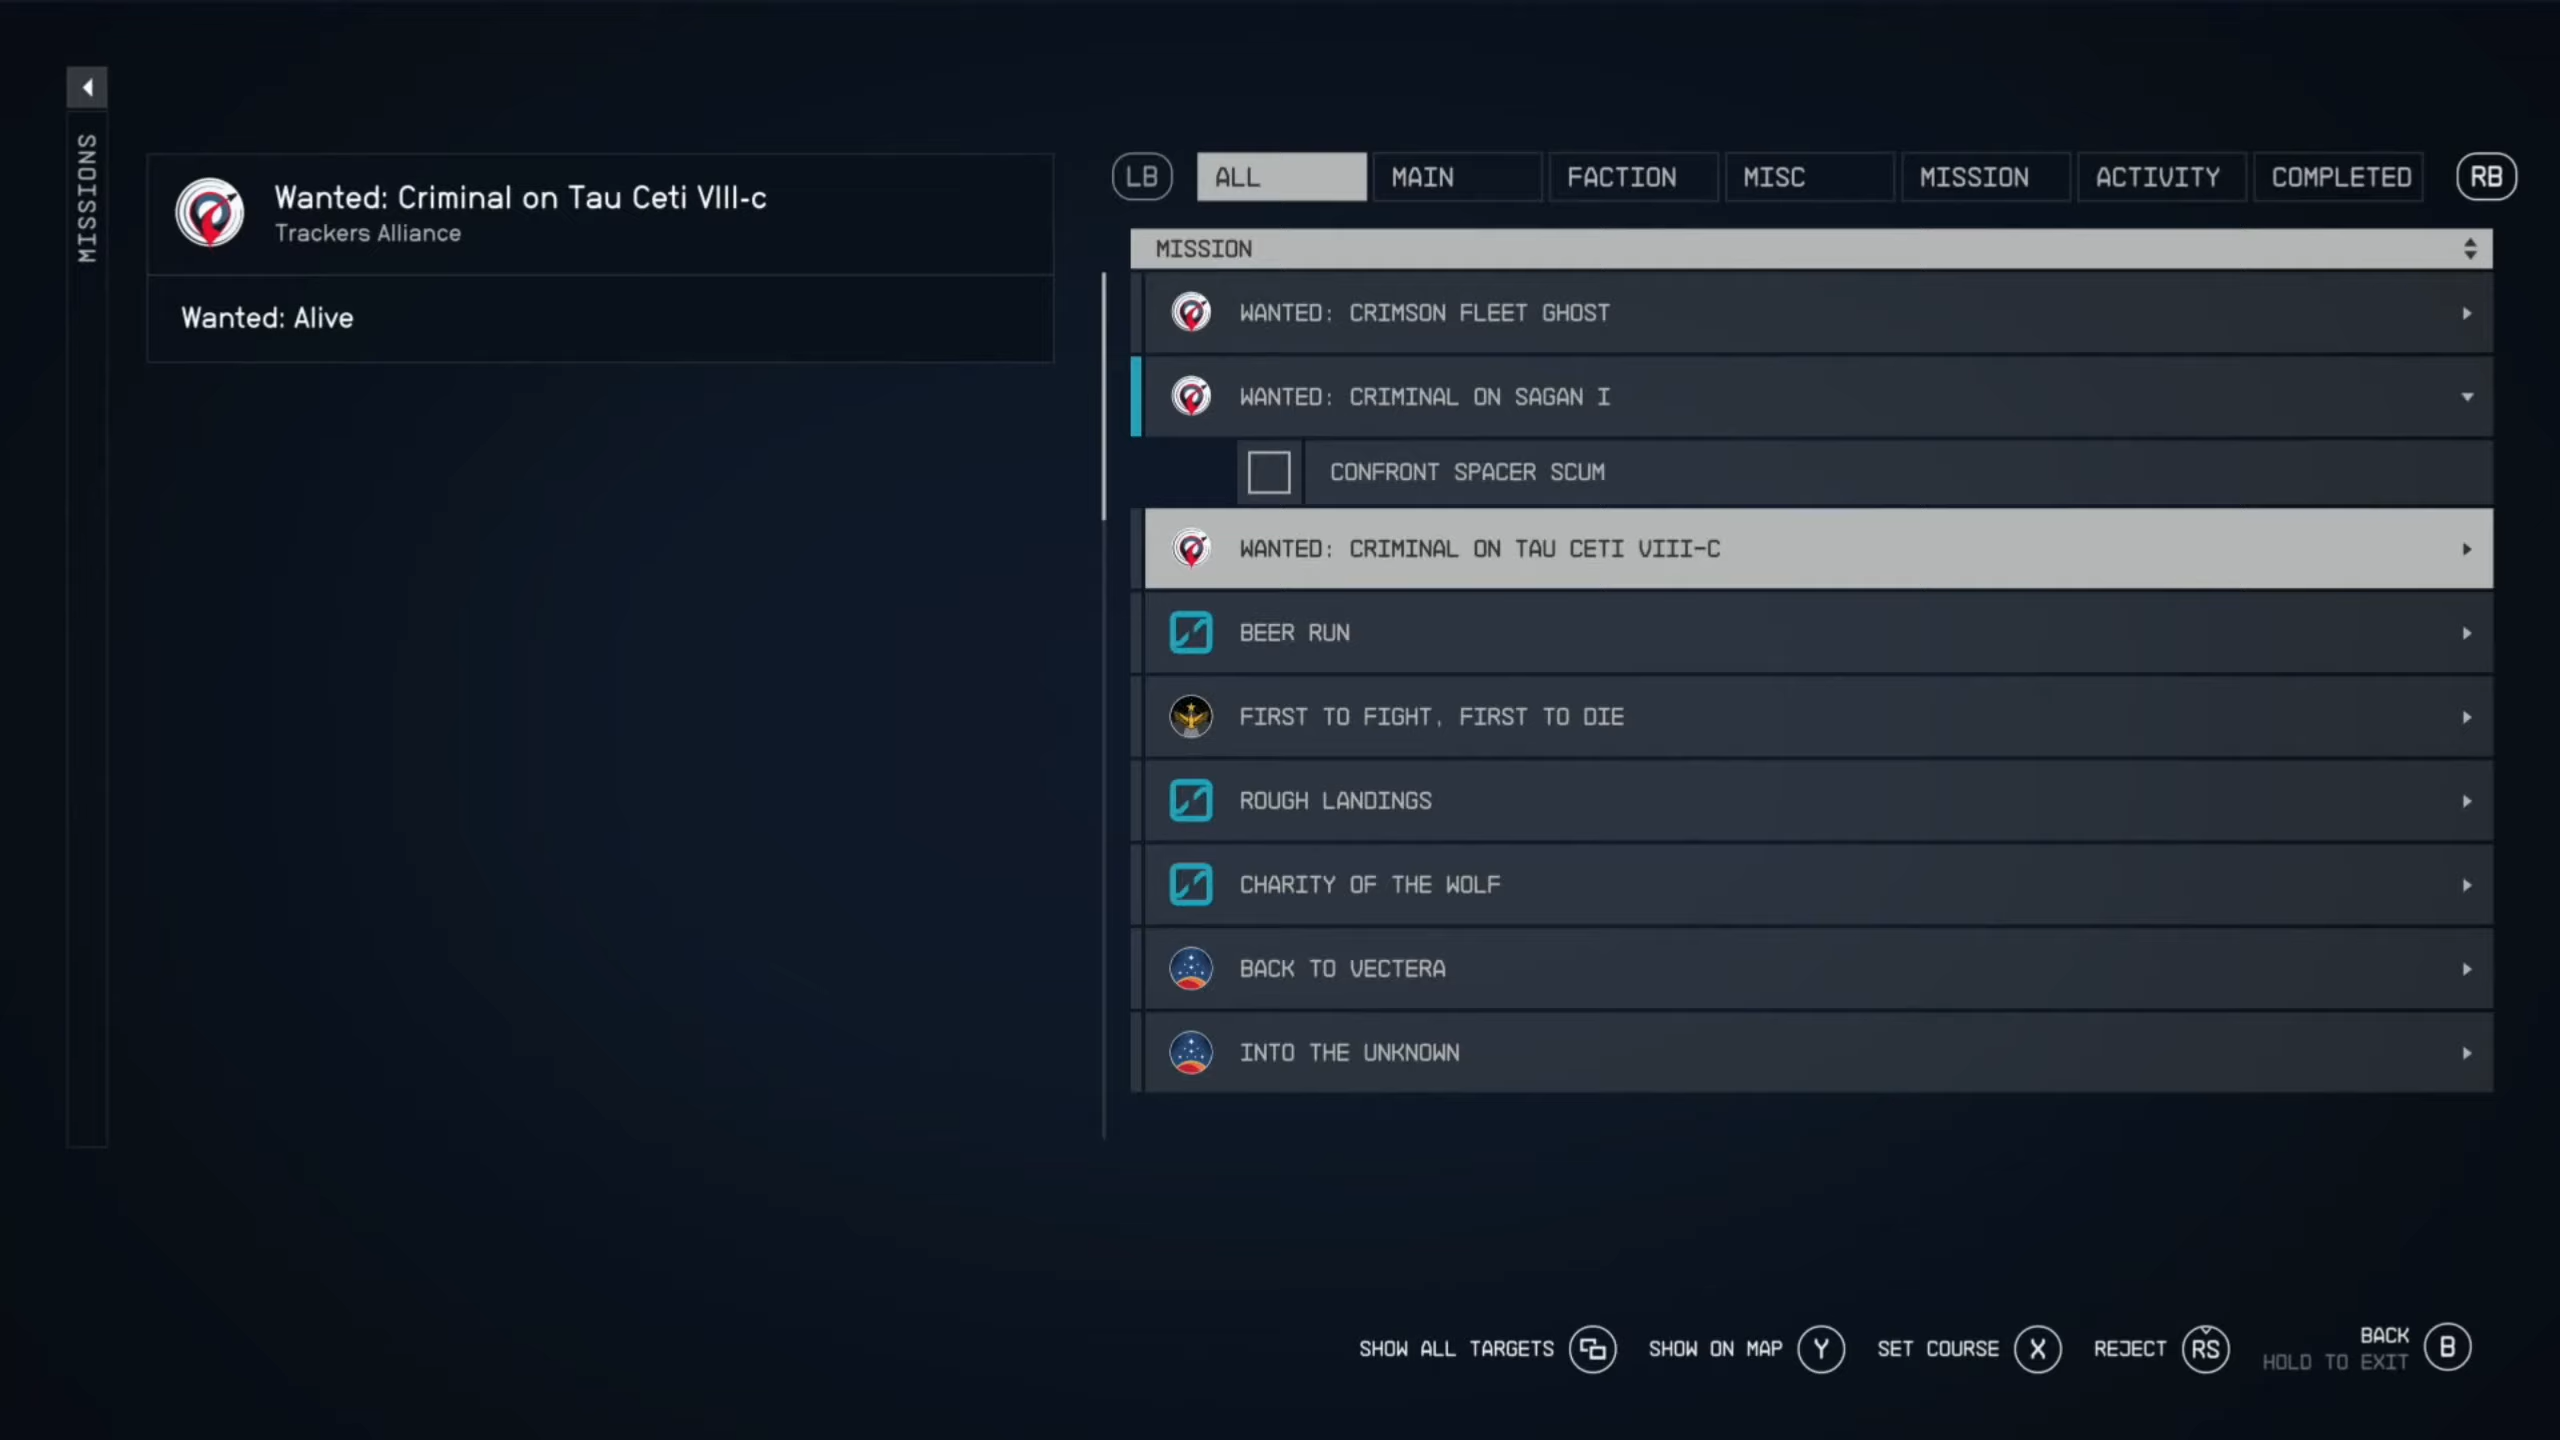 MISSIONS
Wanted: Criminal on Tau Ceti VIII-c
Trackers Alliance
Wanted: Alive
LB
ALL
MAIN
FACTION
MISC
MISSION
ACTIVITY
COMPLETED
RB
MISSION
WANTED: CRIMSON FLEET GHOST
WANTED: CRIMINAL ON SAGAN I
CONFRONT SPACER SCUM
WANTED: CRIMINAL ON TAU CETI VIII-C
BEER RUN
FIRST TO FIGHT, FIRST TO DIE
ROUGH LANDINGS
CHARITY OF THE WOLF
BACK TO VECTERA
INTO THE UNKNOWN
SHOW ALL TARGETS
SHOW ON MAP Y
SET COURSE X
REJECT RS
BACK B
HOLD TO EXIT